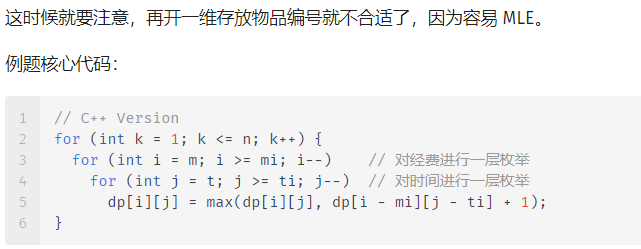 这时候就要注意，再开一维存放物品编号就不合适了，因为容易 MLE。
例题核心代码：
1 // C++ Version
2 for (int k = 1; k <= n; k++) {
3   for (int i = m; i >= mi; i--)     // 对经费进行一层枚举
4     for (int j = t; j >= ti; j--)  // 对时间进行一层枚举
5       dp[i][j] = max(dp[i][j], dp[i - mi][j - ti] + 1);
6 }